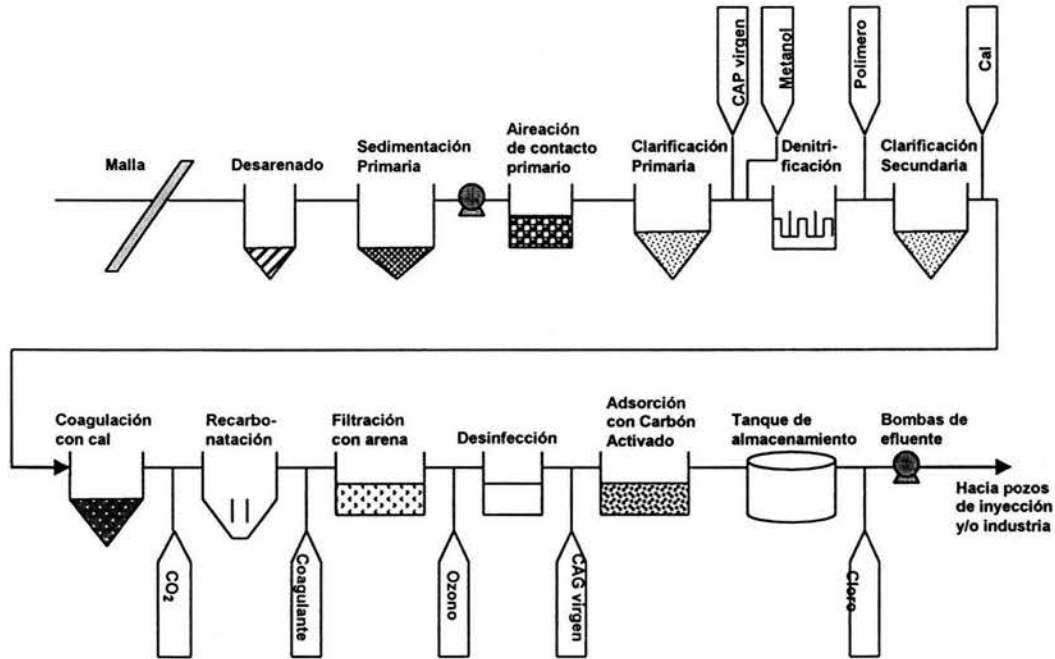 CAP virgen
Metanol
Polímero
Cal
Malla
Desarenado
Sedimentación
Primaria
Aireación
de contacto
primario
Clarificación
Primaria
Denitri-
ficación
Clarificación
Secundaria
Coagulación
con cal
Recarbo-
natación
Filtración
con arena
Desinfección
Adsorción
con Carbón
Activado
Tanque de
almacenamiento
Bombas de
efluente
Hacia pozos
de inyección
y/o industria
CO₂
Coagulante
Ozono
CAG virgen
Cloro